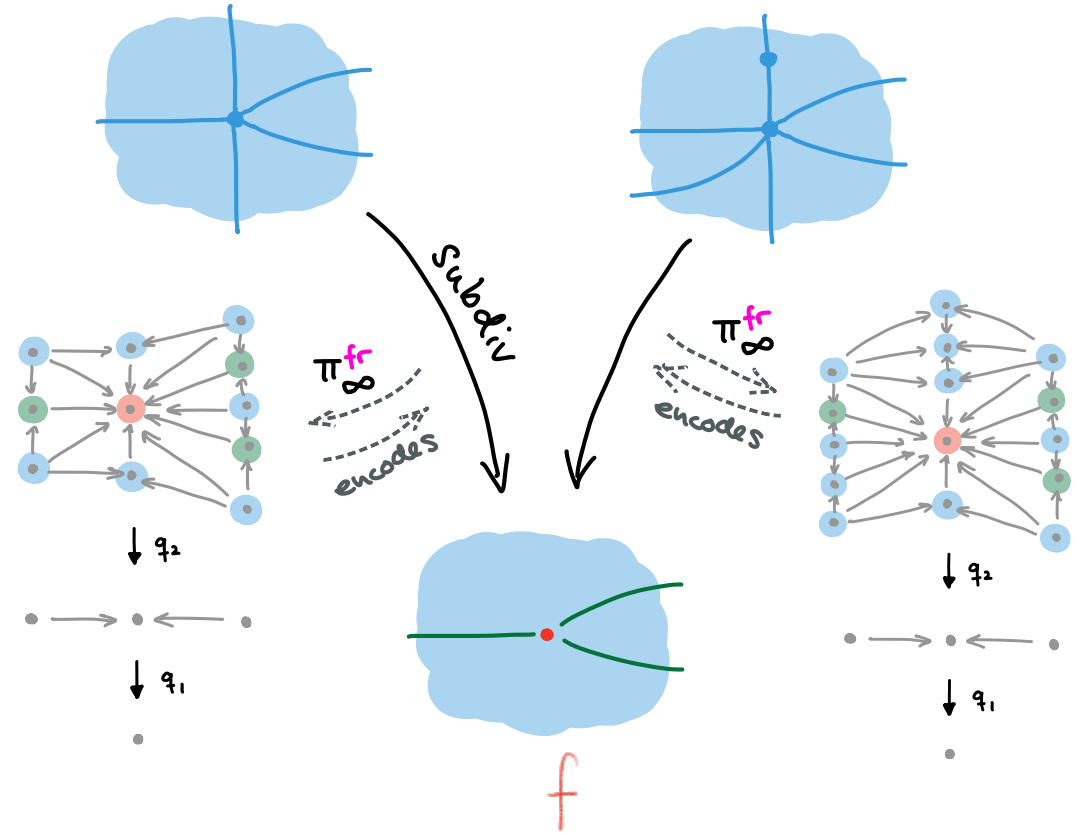 subdiv
π^fr_∞
π^fr_∞
encodes
encodes
q₂
q₂
q₁
q₁
f